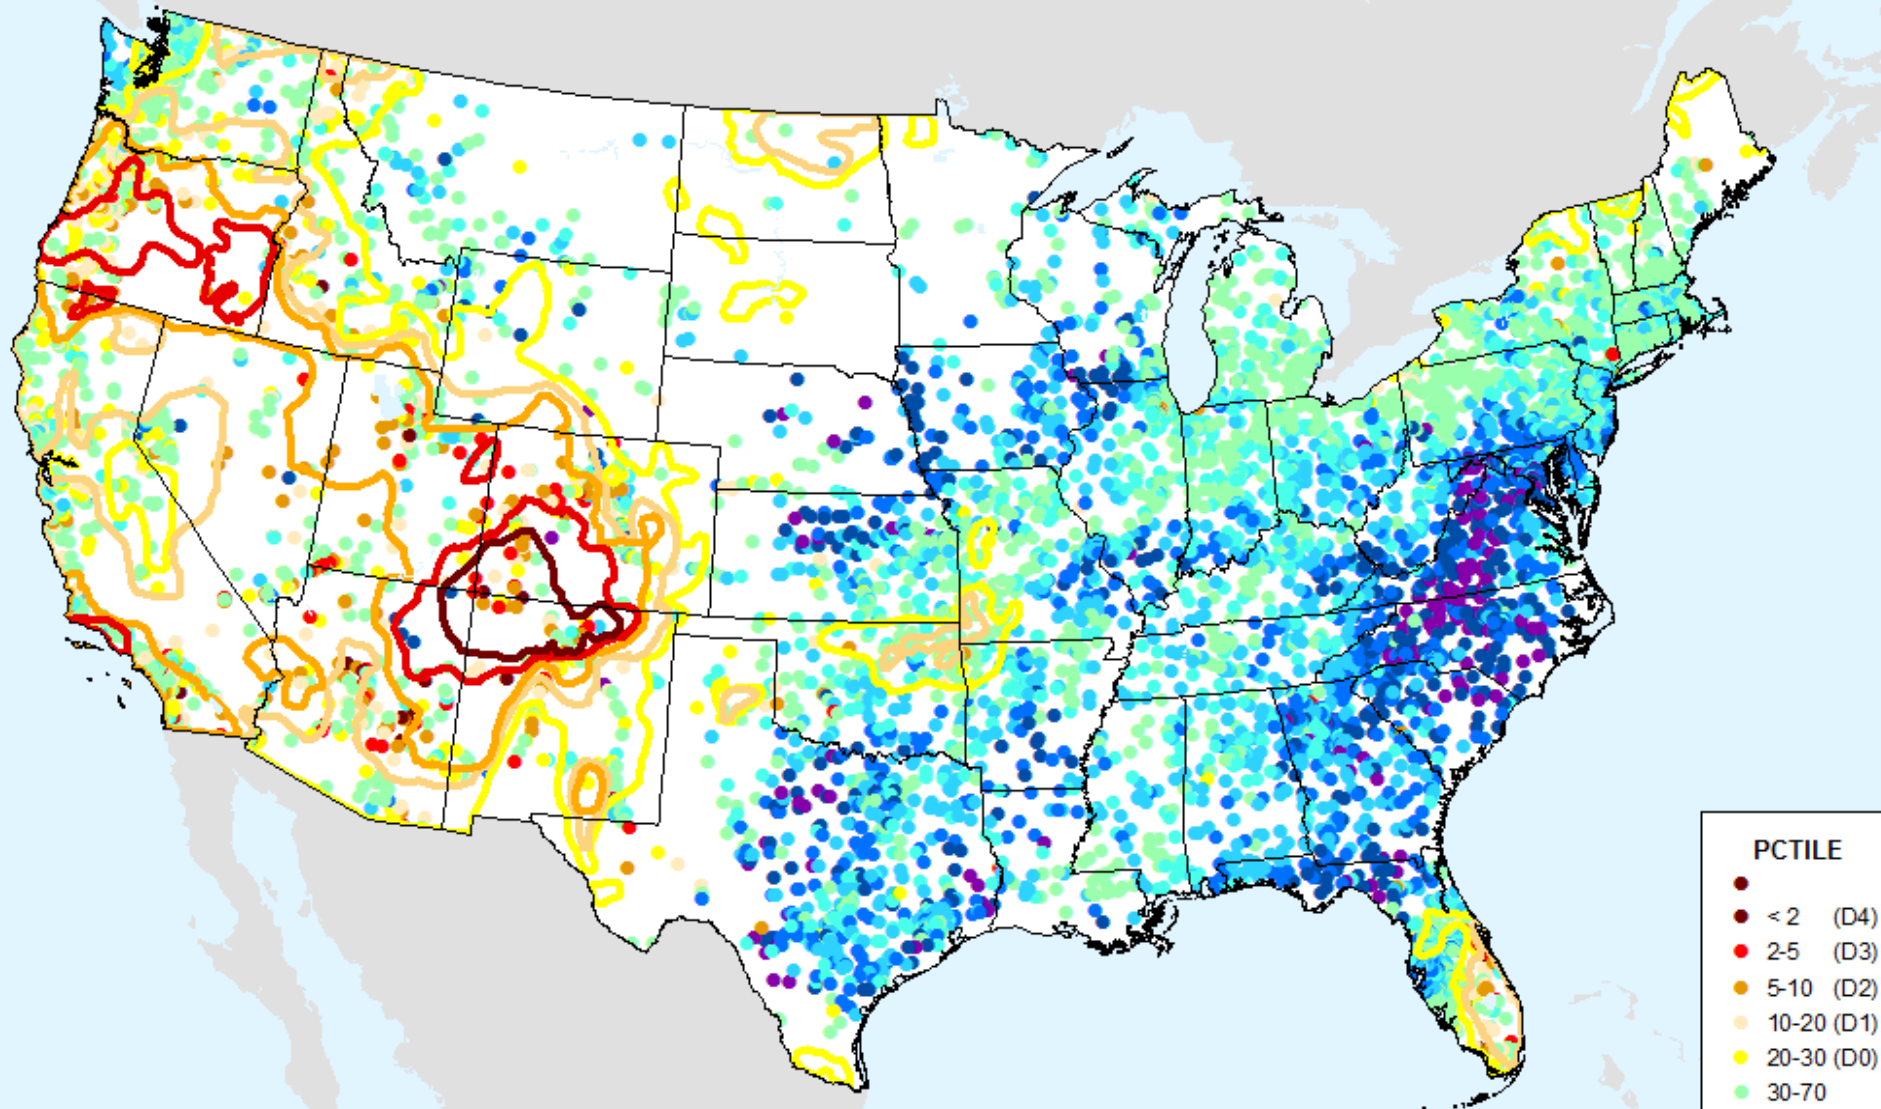 PCTILE
< 2 (D4)
2-5 (D3)
5-10 (D2)
10-20 (D1)
20-30 (D0)
30-70